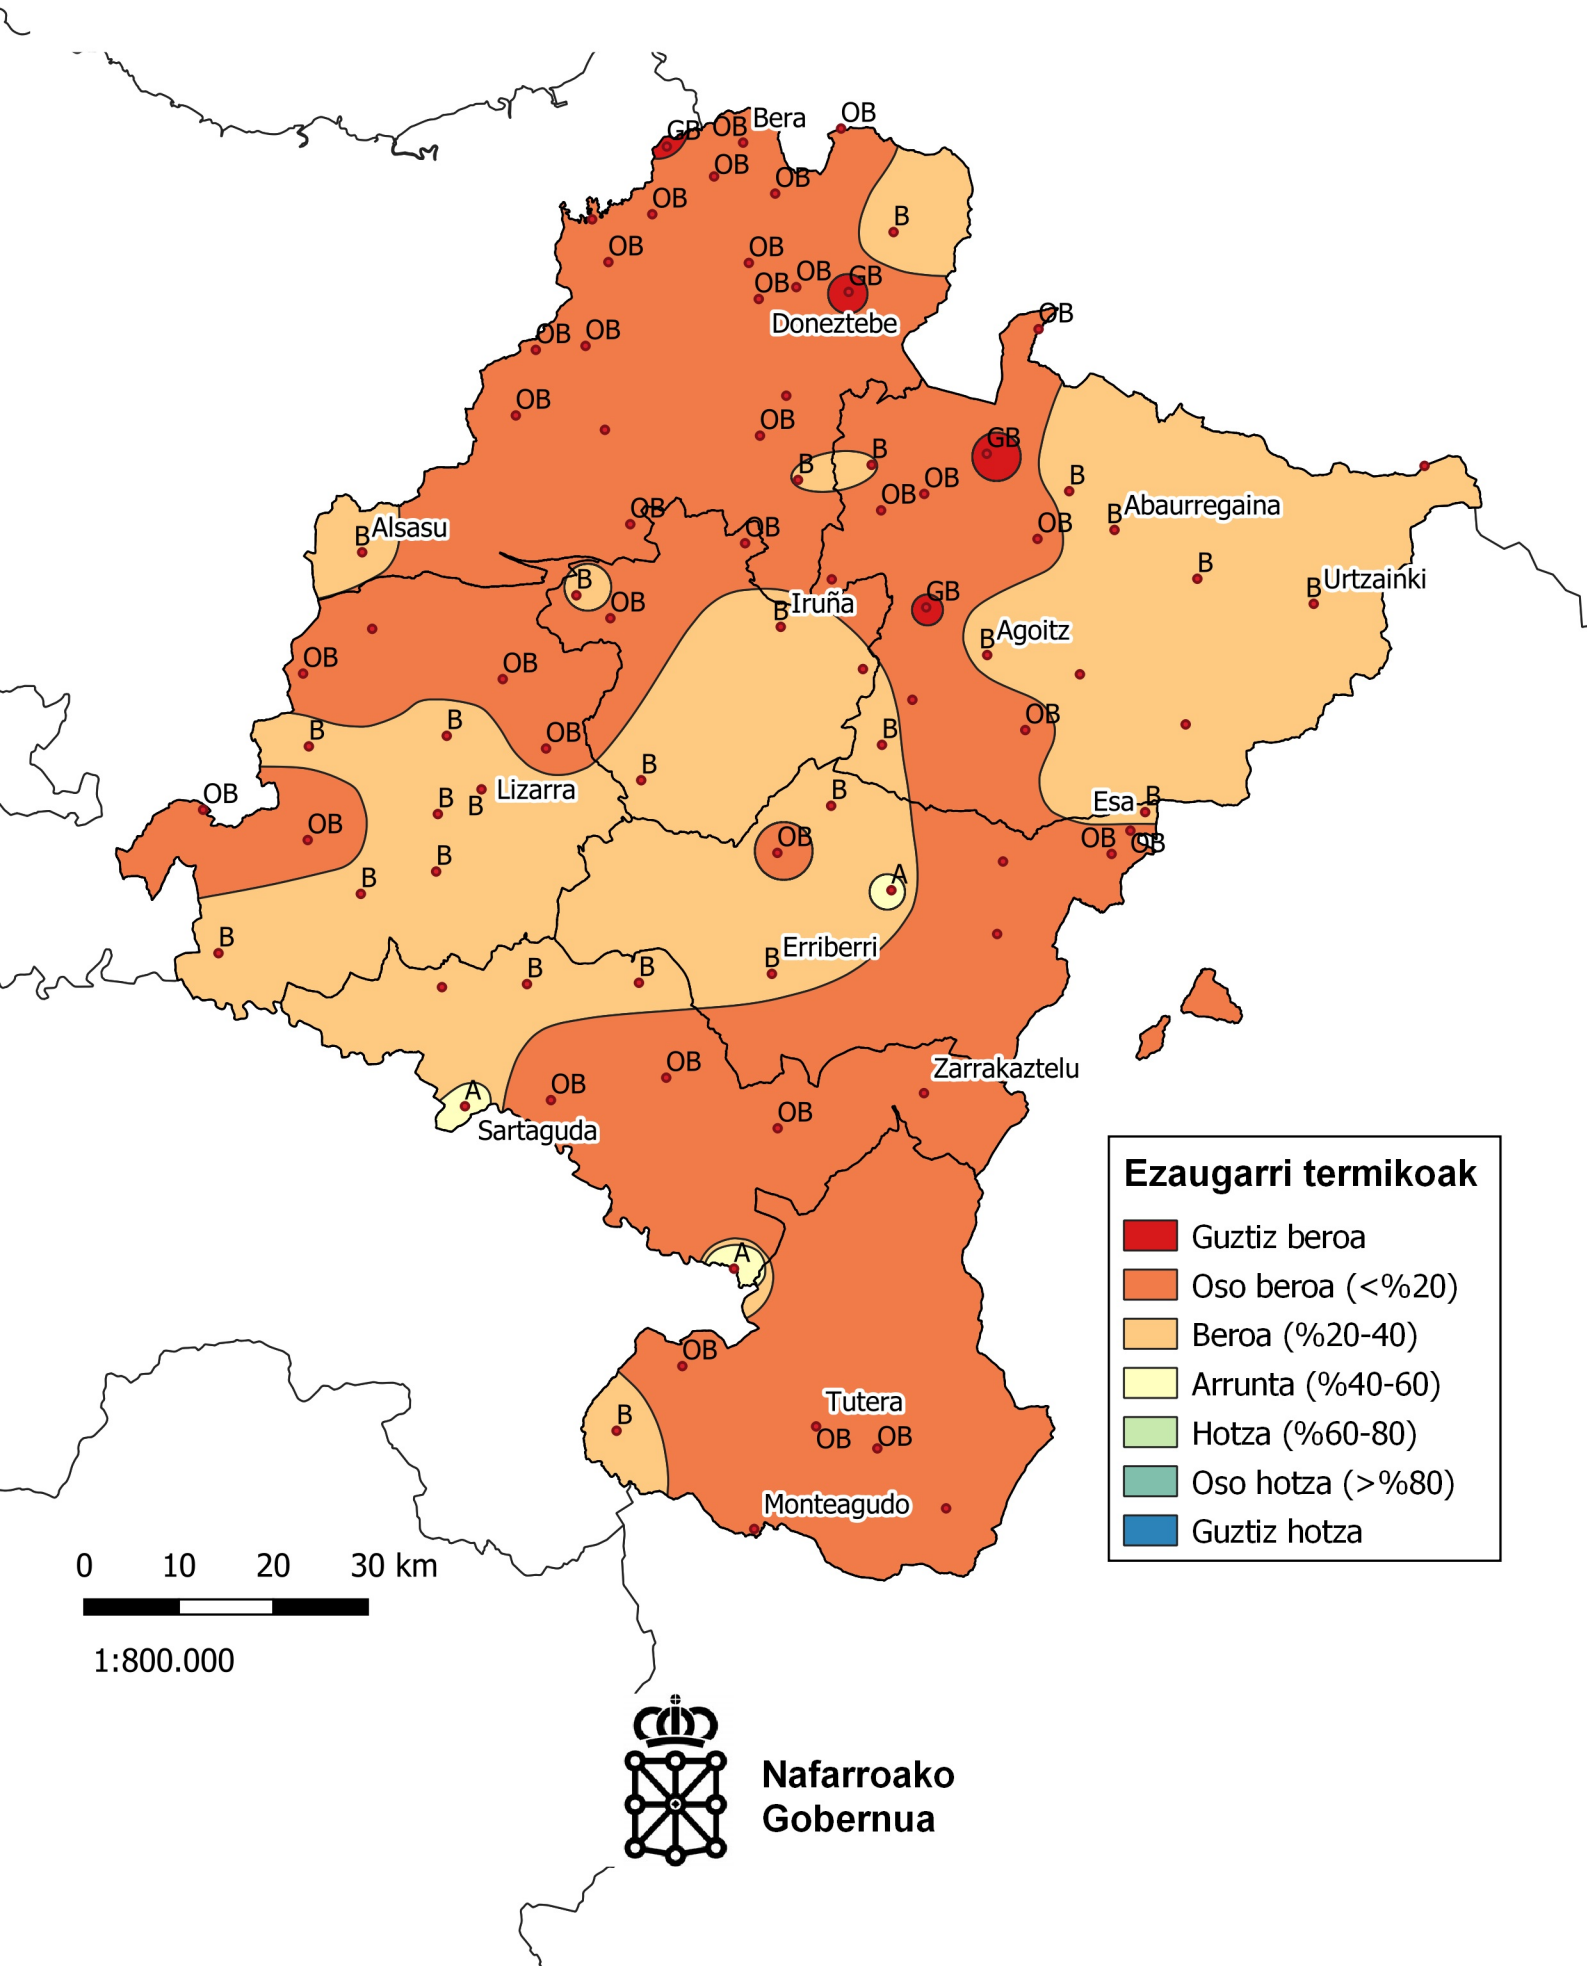 OB
GB OB Bera
OB
OB
OB
B
OB
OB
OB
OB
GB
Doneztebe
OB
OB
OB
OB
OB
OB
GB
B
B
B
OB
OB
Abaurregaina
B
OB
OB
OB
Alsasu
B
B
B
Urtzainki
B
GB
OB
Iruña
B
Agoitz
B
OB
OB
OB
B
B
OB
B
B
B
Lizarra
B
B
Esa
B
OB
OB
OB
OB
OB
B
A
B
B
Erriberri
B
B
B
OB
Zarrakaztelu
OB
A
OB
Sartaguda
A
OB
B
Tutera
OB
OB
Monteagudo
Ezaugarri termikoak
Guztiz beroa
Oso beroa (<%20)
Beroa (%20-40)
Arrunta (%40-60)
Hotza (%60-80)
Oso hotza (>%80)
Guztiz hotza
0 10 20 30 km
1:800.000
Nafarroako
Gobernua